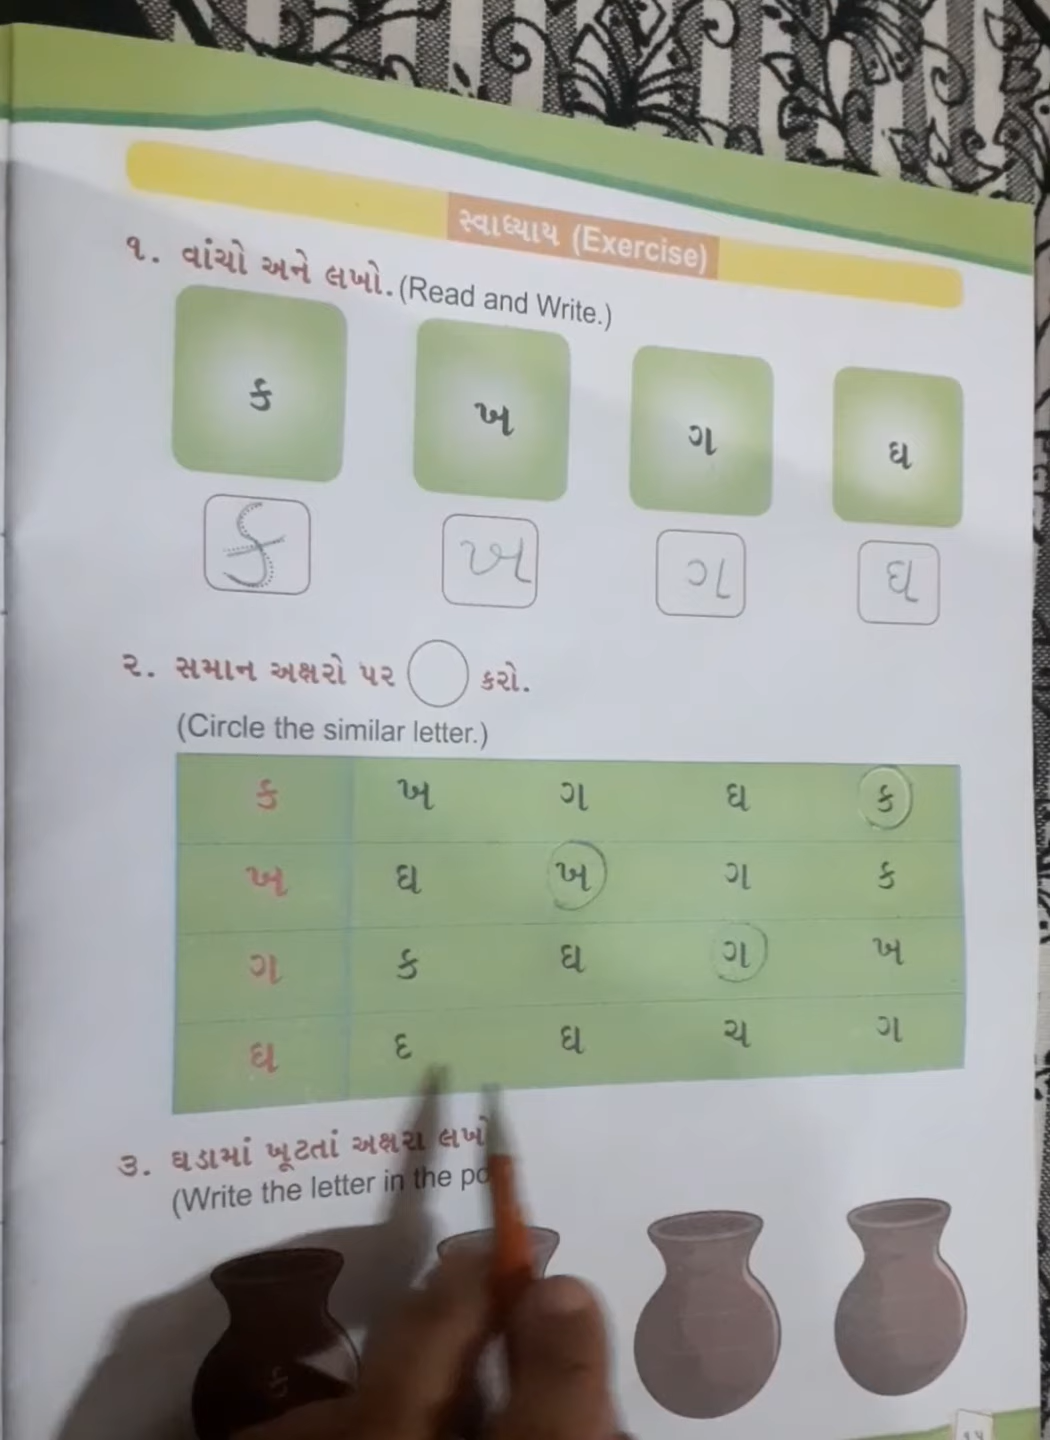 સ્વાધ્યાય (Exercise)
૧. વાંચો અને લખો. (Read and Write.)
ક ખ ગ ઘ
ક ખ ગ ઘ
૨. સમાન અક્ષરો પર કરો.
(Circle the similar letter.)
ક ખ ગ ઘ ક
ખ ઘ ખ ગ ક
ગ ક ઘ ગ ખ
ઘ દ ઘ ચ ગ
૩. ઘડામાં ખૂટતાં અક્ષરો લખો
(Write the letter in the
ક